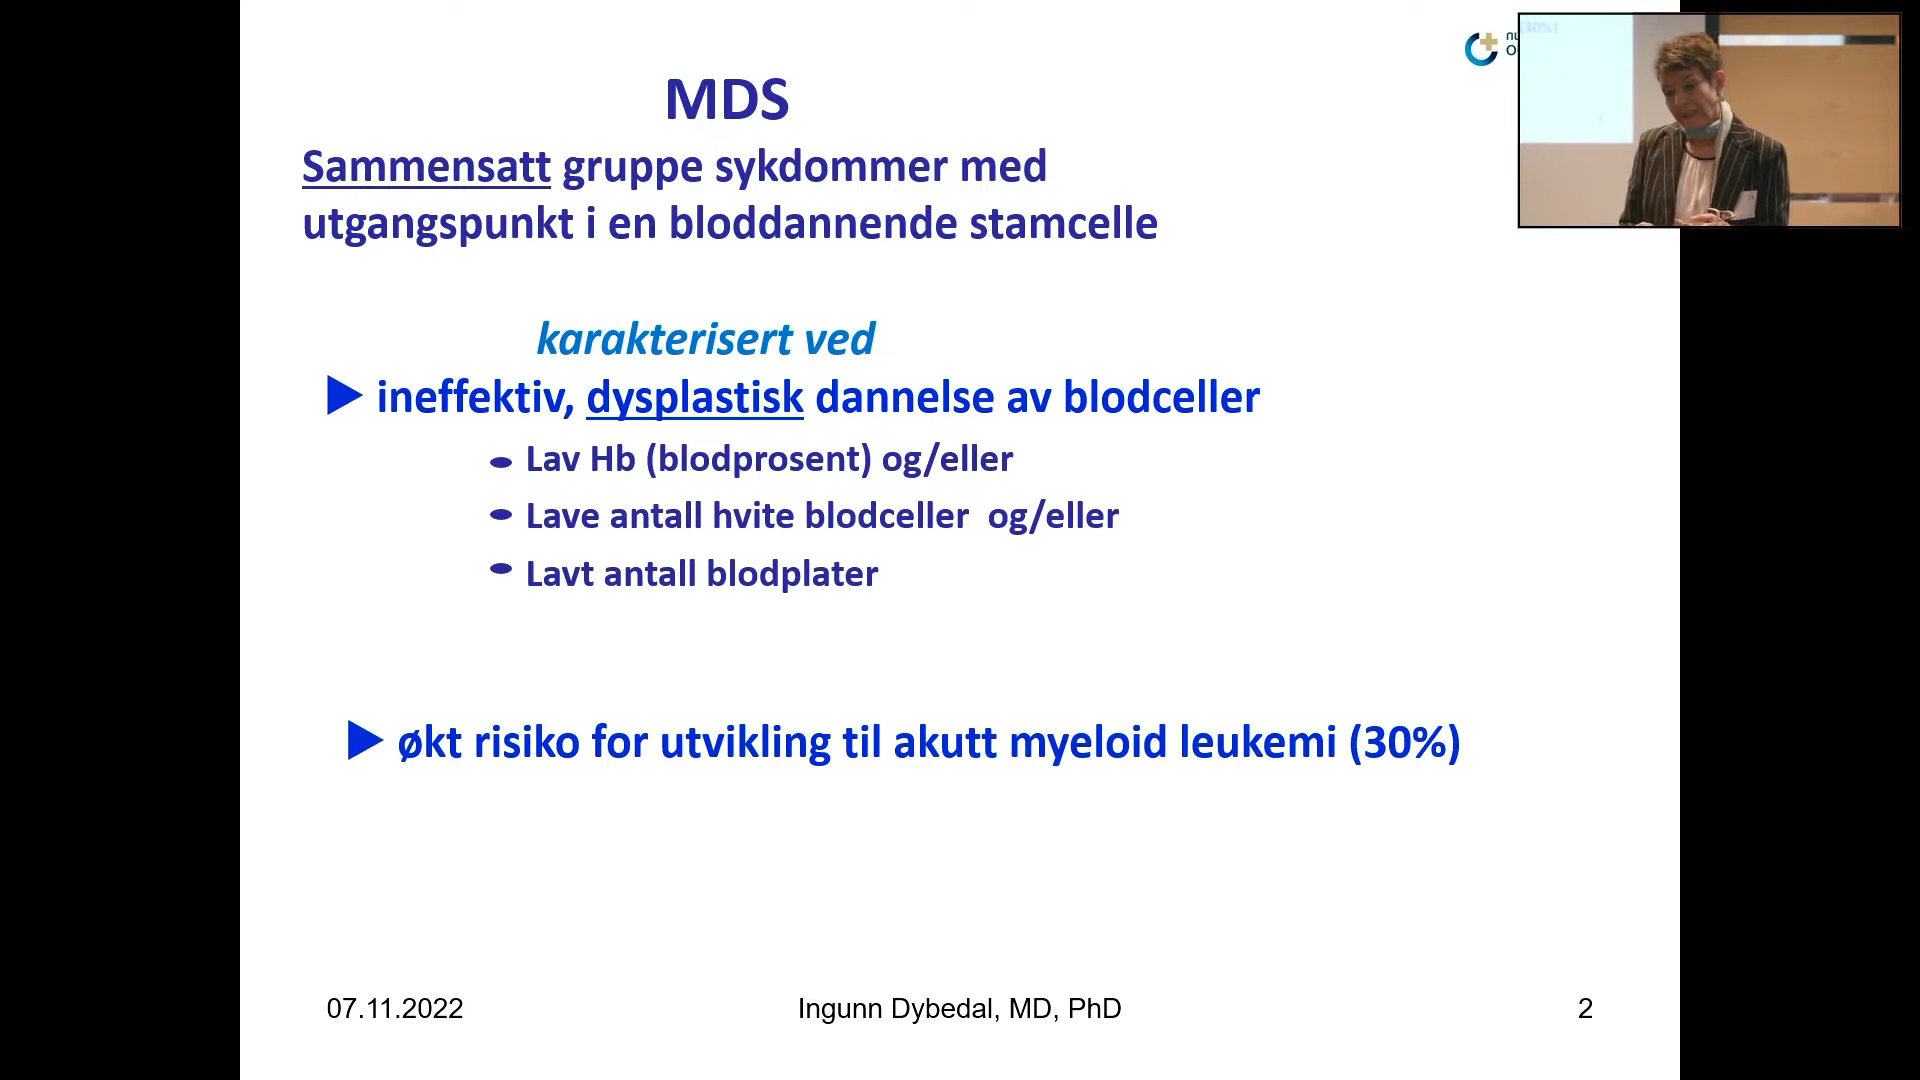 MDS
Sammensatt gruppe sykdommer med
utgangspunkt i en bloddannende stamcelle
karakterisert ved
ineffektiv, dysplastisk dannelse av blodceller
Lav Hb (blodprosent) og/eller
Lave antall hvite blodceller og/eller
Lavt antall blodplater
økt risiko for utvikling til akutt myeloid leukemi (30%)
07.11.2022
Ingunn Dybedal, MD, PhD
2
(30%)